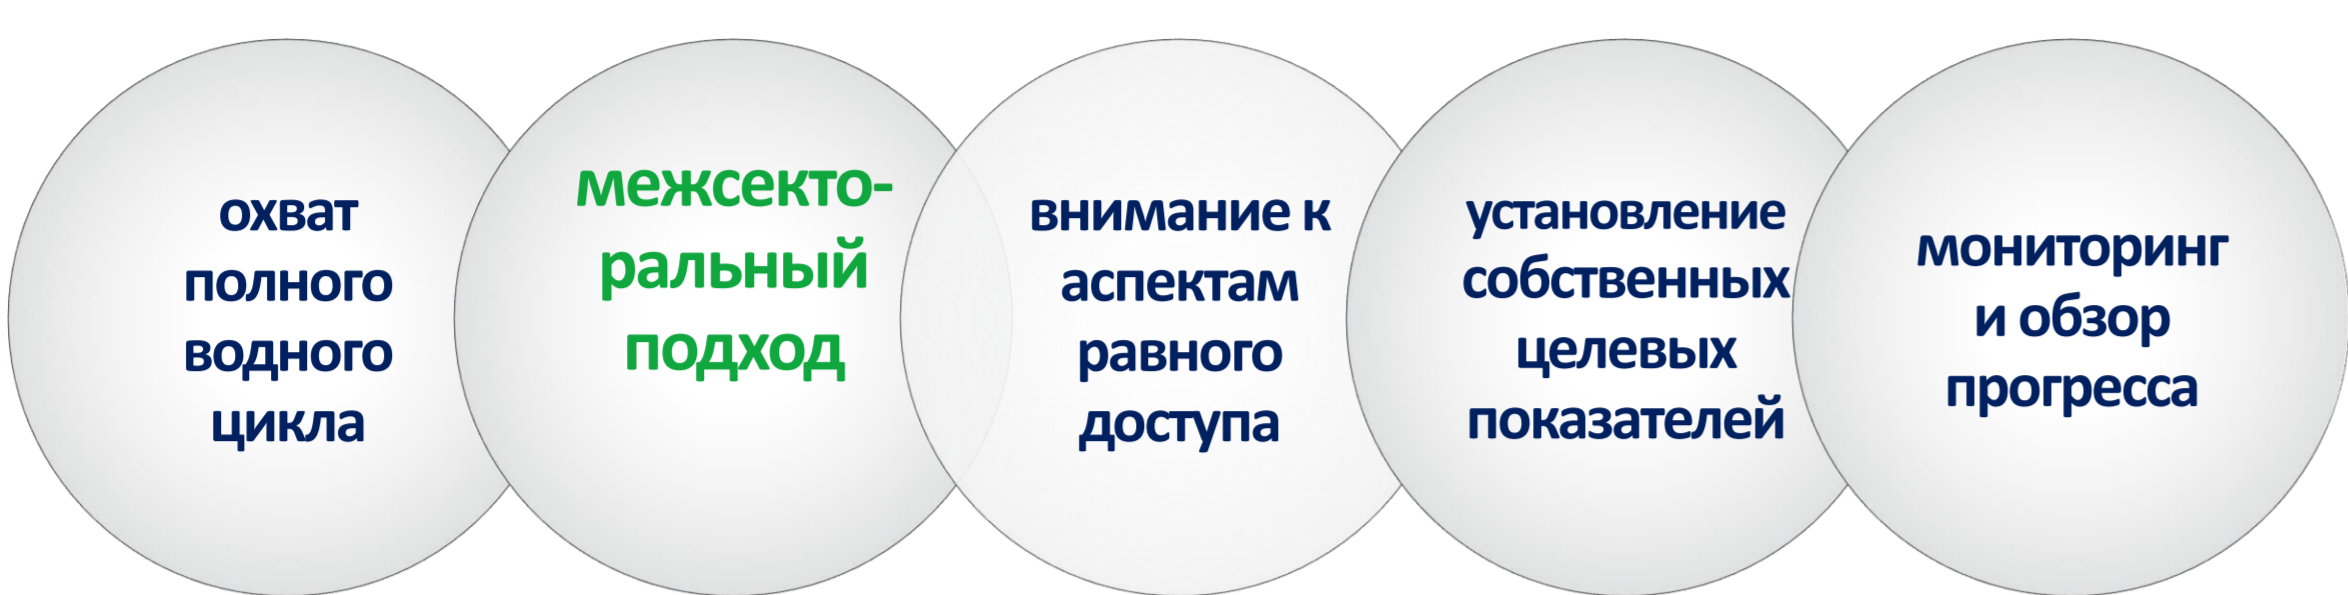 охват
полного
водного
цикла
межсекто-
ральный
подход
внимание к
аспектам
равного
доступа
установление
собственных
целевых
показателей
мониторинг
и обзор
прогресса